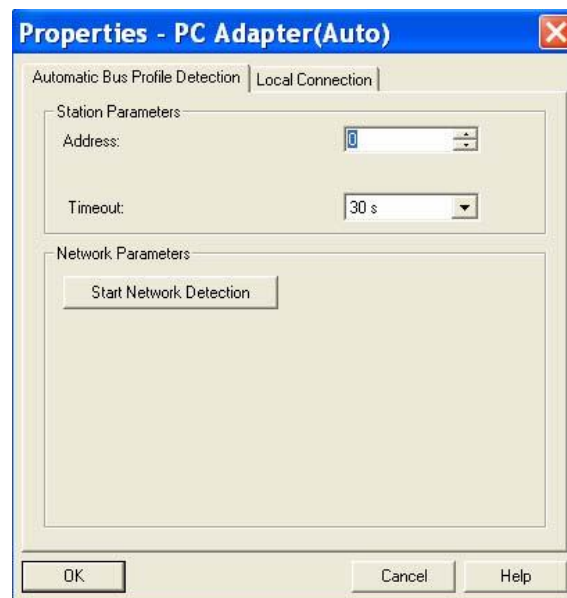 Properties - PC Adapter(Auto)
Automatic Bus Profile Detection Local Connection
Station Parameters
Address: 0
Timeout: 30 s
Network Parameters
Start Network Detection
OK Cancel Help